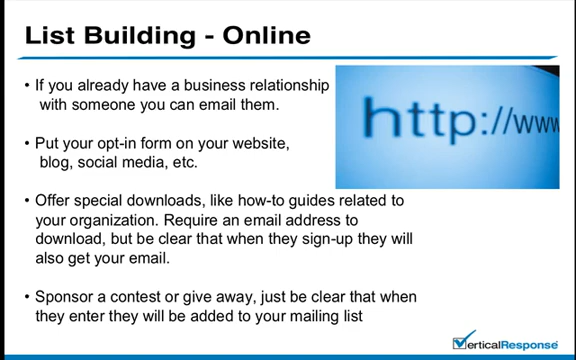 List Building - Online
• If you already have a business relationship
with someone you can email them.
http://www
• Put your opt-in form on your website,
blog, social media, etc.
• Offer special downloads, like how-to guides related to
your organization. Require an email address to
download, but be clear that when they sign-up they will
also get your email.
• Sponsor a contest or give away, just be clear that when
they enter they will be added to your mailing list
VerticalResponse